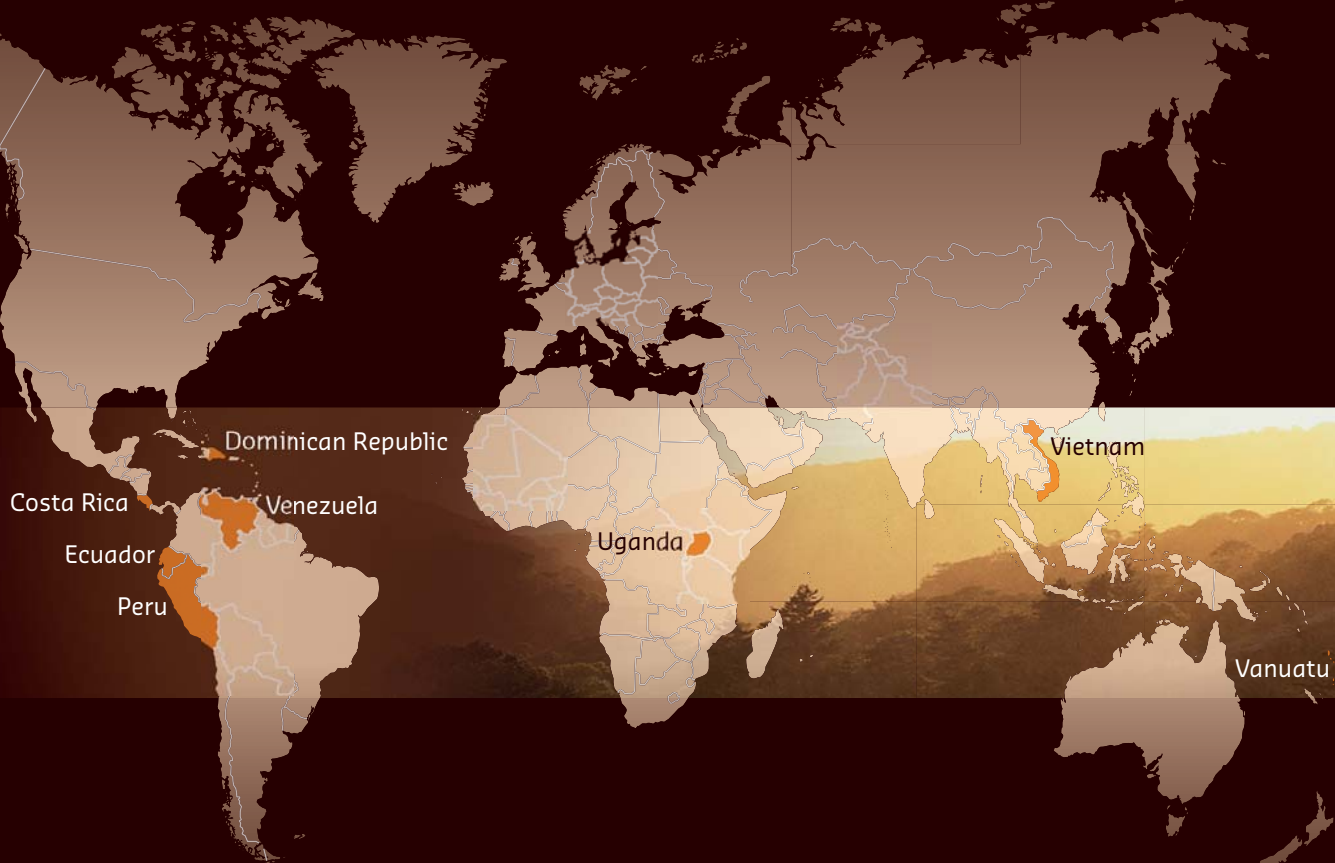 Dominican Republic
Vietnam
Costa Rica
Venezuela
Uganda
Ecuador
Peru
Vanuatu